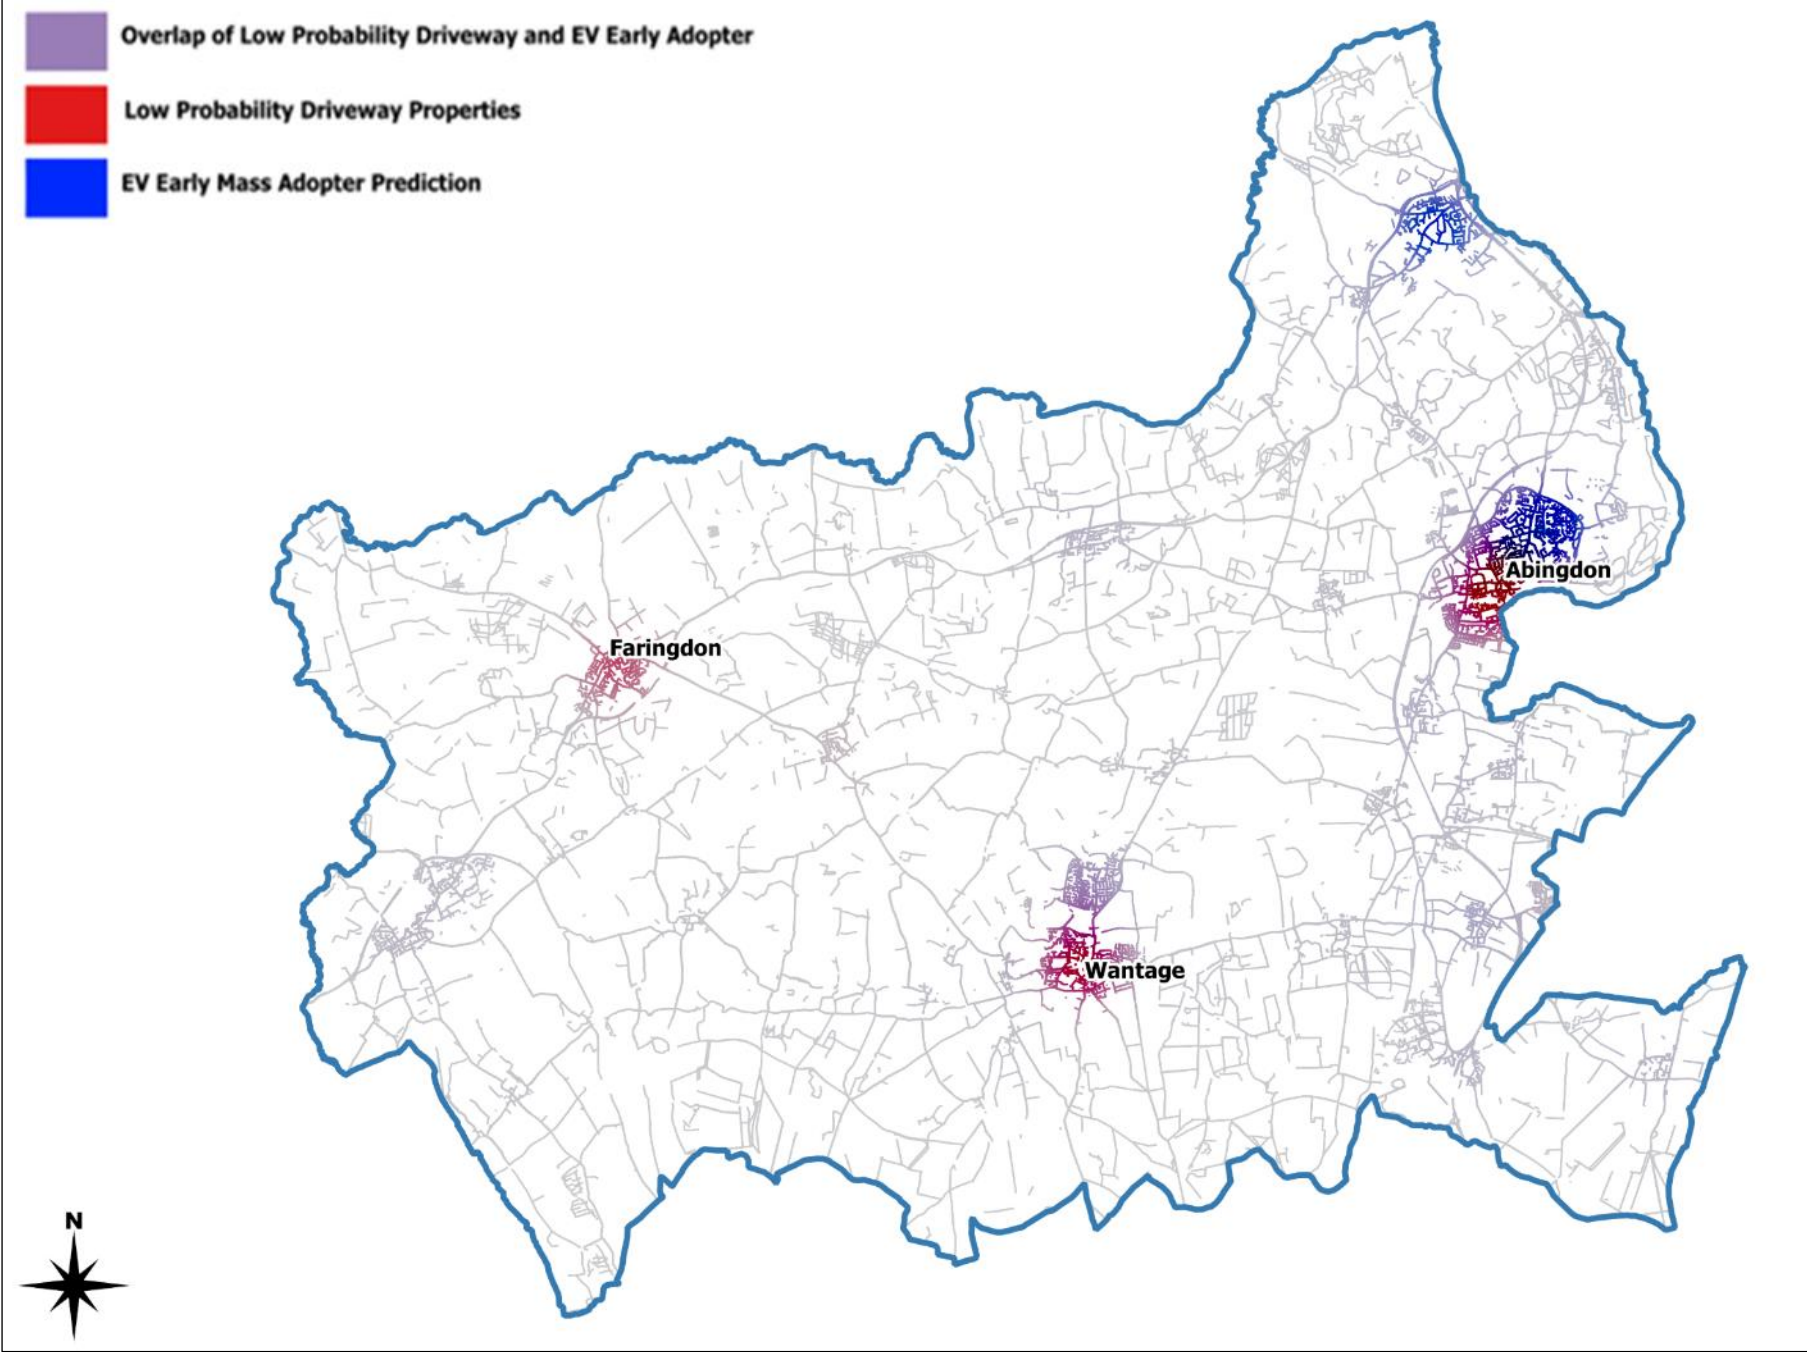 Overlap of Low Probability Driveway and EV Early Adopter
Low Probability Driveway Properties
EV Early Mass Adopter Prediction
Abingdon
Faringdon
Wantage
N